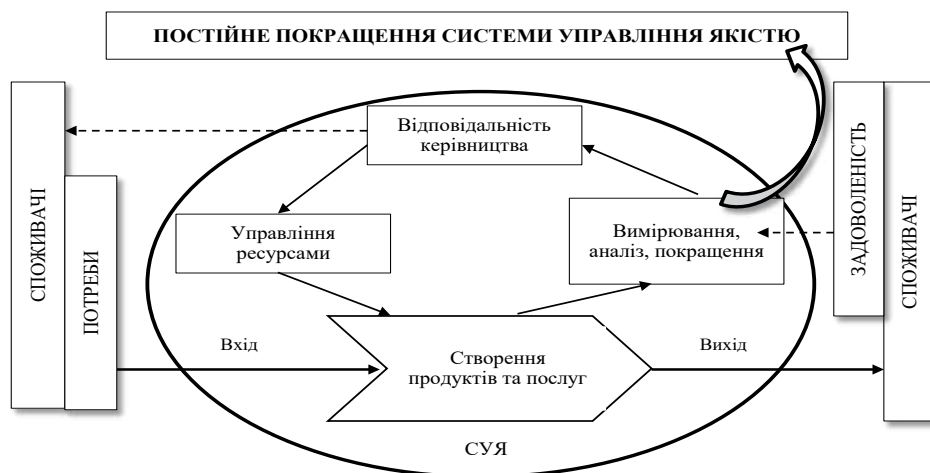 ПОСТІЙНЕ ПОКРАЩЕННЯ СИСТЕМИ УПРАВЛІННЯ ЯКІСТЮ
СПОЖИВАЧІ
ПОТРЕБИ
Відповідальність
керівництва
Управління
ресурсами
Вимірювання,
аналіз, покращення
ЗАДОВОЛЕНІСТЬ
СПОЖИВАЧІ
Вхід
Створення
продуктів та послуг
Вихід
СУЯ